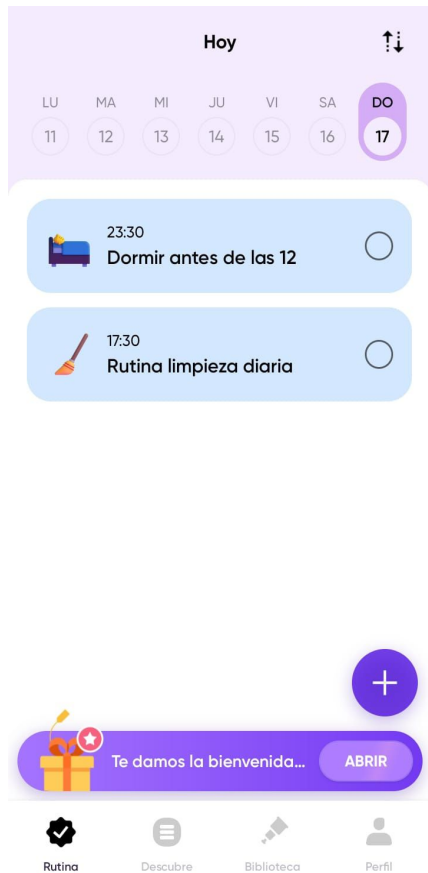 Hoy
LU MA MI JU VI SA DO
11 12 13 14 15 16 17
23:30
Dormir antes de las 12
17:30
Rutina limpieza diaria
Te damos la bienvenida... ABRIR
Rutina Descubre Biblioteca Perfil